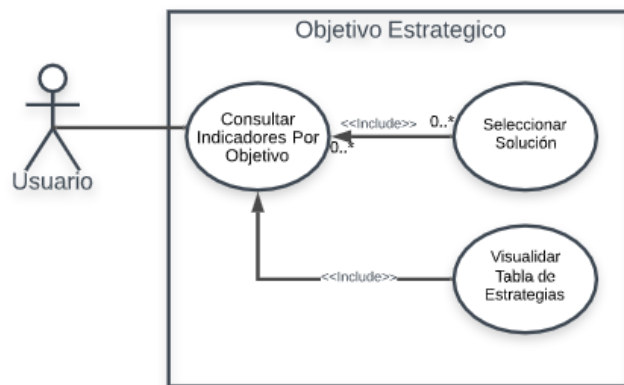 Objetivo Estrategico
Usuario
Consultar
Indicadores Por
Objetivo
<<Include>>
0..*
0..*
Seleccionar
Solución
<<Include>>
Visualidar
Tabla de
Estrategias